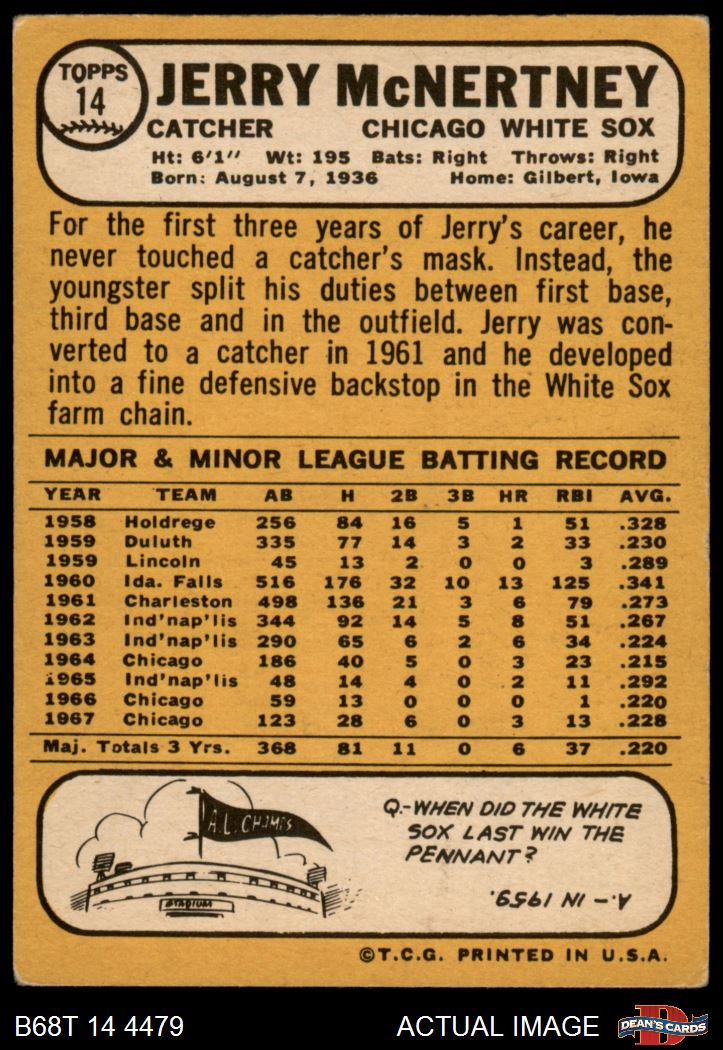 TOPPS
14
JERRY McNERTNEY
CATCHER CHICAGO WHITE SOX
Ht: 6'1" Wt: 195 Bats: Right Throws: Right
Born: August 7, 1936 Home: Gilbert, Iowa
For the first three years of Jerry's career, he
never touched a catcher's mask. Instead, the
youngster split his duties between first base,
third base and in the outfield. Jerry was con-
verted to a catcher in 1961 and he developed
into a fine defensive backstop in the White Sox
farm chain.
MAJOR & MINOR LEAGUE BATTING RECORD
YEAR TEAM AB H 2B 3B HR RBI AVG.
1958 Holdrege 256 84 16 5 1 51 .328
1959 Duluth 335 77 14 3 2 33 .230
1959 Lincoln 45 13 2 0 0 3 .289
1960 Ida. Falls 516 176 32 10 13 125 .341
1961 Charleston 498 136 21 3 6 79 .273
1962 Ind'nap'lis 344 92 14 5 8 51 .267
1963 Ind'nap'lis 290 65 6 2 6 34 .224
1964 Chicago 186 40 5 0 3 23 .215
1965 Ind'nap'lis 48 14 4 0 2 11 .292
1966 Chicago 59 13 0 0 0 1 .220
1967 Chicago 123 28 6 0 3 13 .228
Maj. Totals 3 Yrs. 368 81 11 0 6 37 .220
A.L. CHAMPS
STADIUM
Q.-WHEN DID THE WHITE
SOX LAST WIN THE
PENNANT?
A.- IN 1959.
©T.C.G. PRINTED IN U.S.A.
B68T 14 4479 ACTUAL IMAGE
D
DEAN'S CARDS